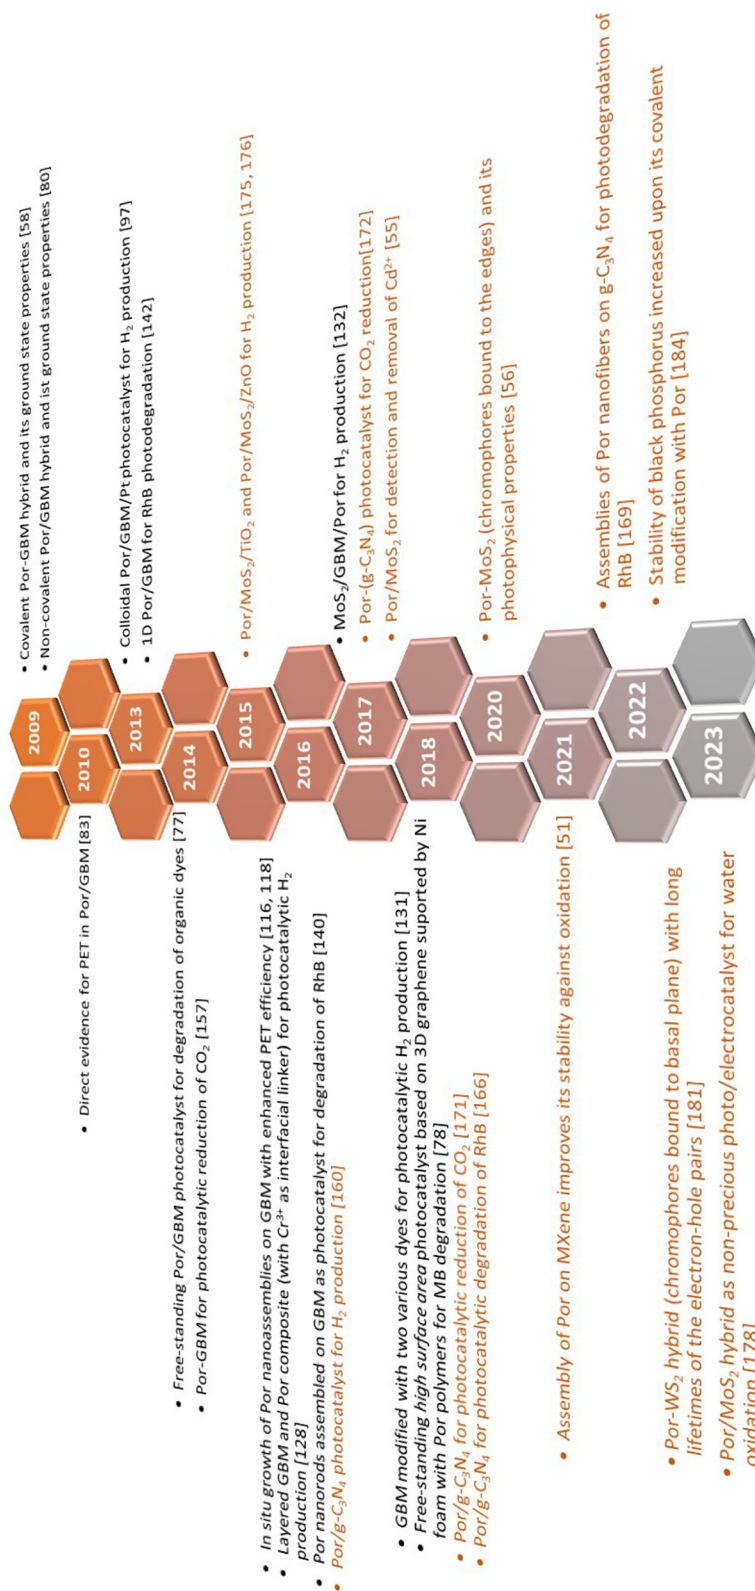 2009
• Covalent Por-GBM hybrid and its ground state properties [58]
• Non-covalent Por/GBM hybrid and ist ground state properties [80]
2010
• Direct evidence for PET in Por/GBM [83]
2013
• Colloidal Por/GBM/Pt photocatalyst for H₂ production [97]
• 1D Por/GBM for RhB photodegradation [142]
2014
• Free-standing Por/GBM photocatalyst for degradation of organic dyes [77]
• Por-GBM for photocatalytic reduction of CO₂ [157]
2015
• Por/MoS₂/TiO₂ and Por/MoS₂/ZnO for H₂ production [175, 176]
2016
• In situ growth of Por nanoassemblies on GBM with enhanced PET efficiency [116, 118]
• Layered GBM and Por composite (with Cr³⁺ as interfacial linker) for photocatalytic H₂
production [128]
• Por nanorods assembled on GBM as photocatalyst for degradation of RhB [140]
• Por/g-C₃N₄ photocatalyst for H₂ production [160]
2017
• MoS₂/GBM/Porfor H₂ production [132]
• Por-(g-C₃N₄) photocatalyst for CO₂ reduction[172]
• Por/MoS₂ for detection and removal of Cd²⁺ [55]
2018
• GBM modified with two various dyes for photocatalytic H₂ production [131]
• Free-standing high surface area photocatalyst based on 3D graphene suported by Ni
foam with Por polymers for MB degradation [78]
• Por/g-C₃N₄ for photocatalytic reduction of CO₂ [171]
• Por/g-C₃N₄ for photocatalytic degradation of RhB [166]
2020
• Por-MoS₂ (chromophores bound to the edges) and its
photophysical properties [56]
2021
• Assembly of Por on MXene improves its stability against oxidation [51]
2022
• Assemblies of Por nanofibers on g-C₃N₄ for photodegradation of
RhB [169]
• Stability of black phosphorus increased upon its covalent
modification with Por [184]
2023
• Por-WS₂ hybrid (chromophores bound to basal plane) with long
lifetimes of the electron-hole pairs [181]
• Por/MoS₂ hybrid as non-precious photo/electrocatalyst for water
oxidation [178]